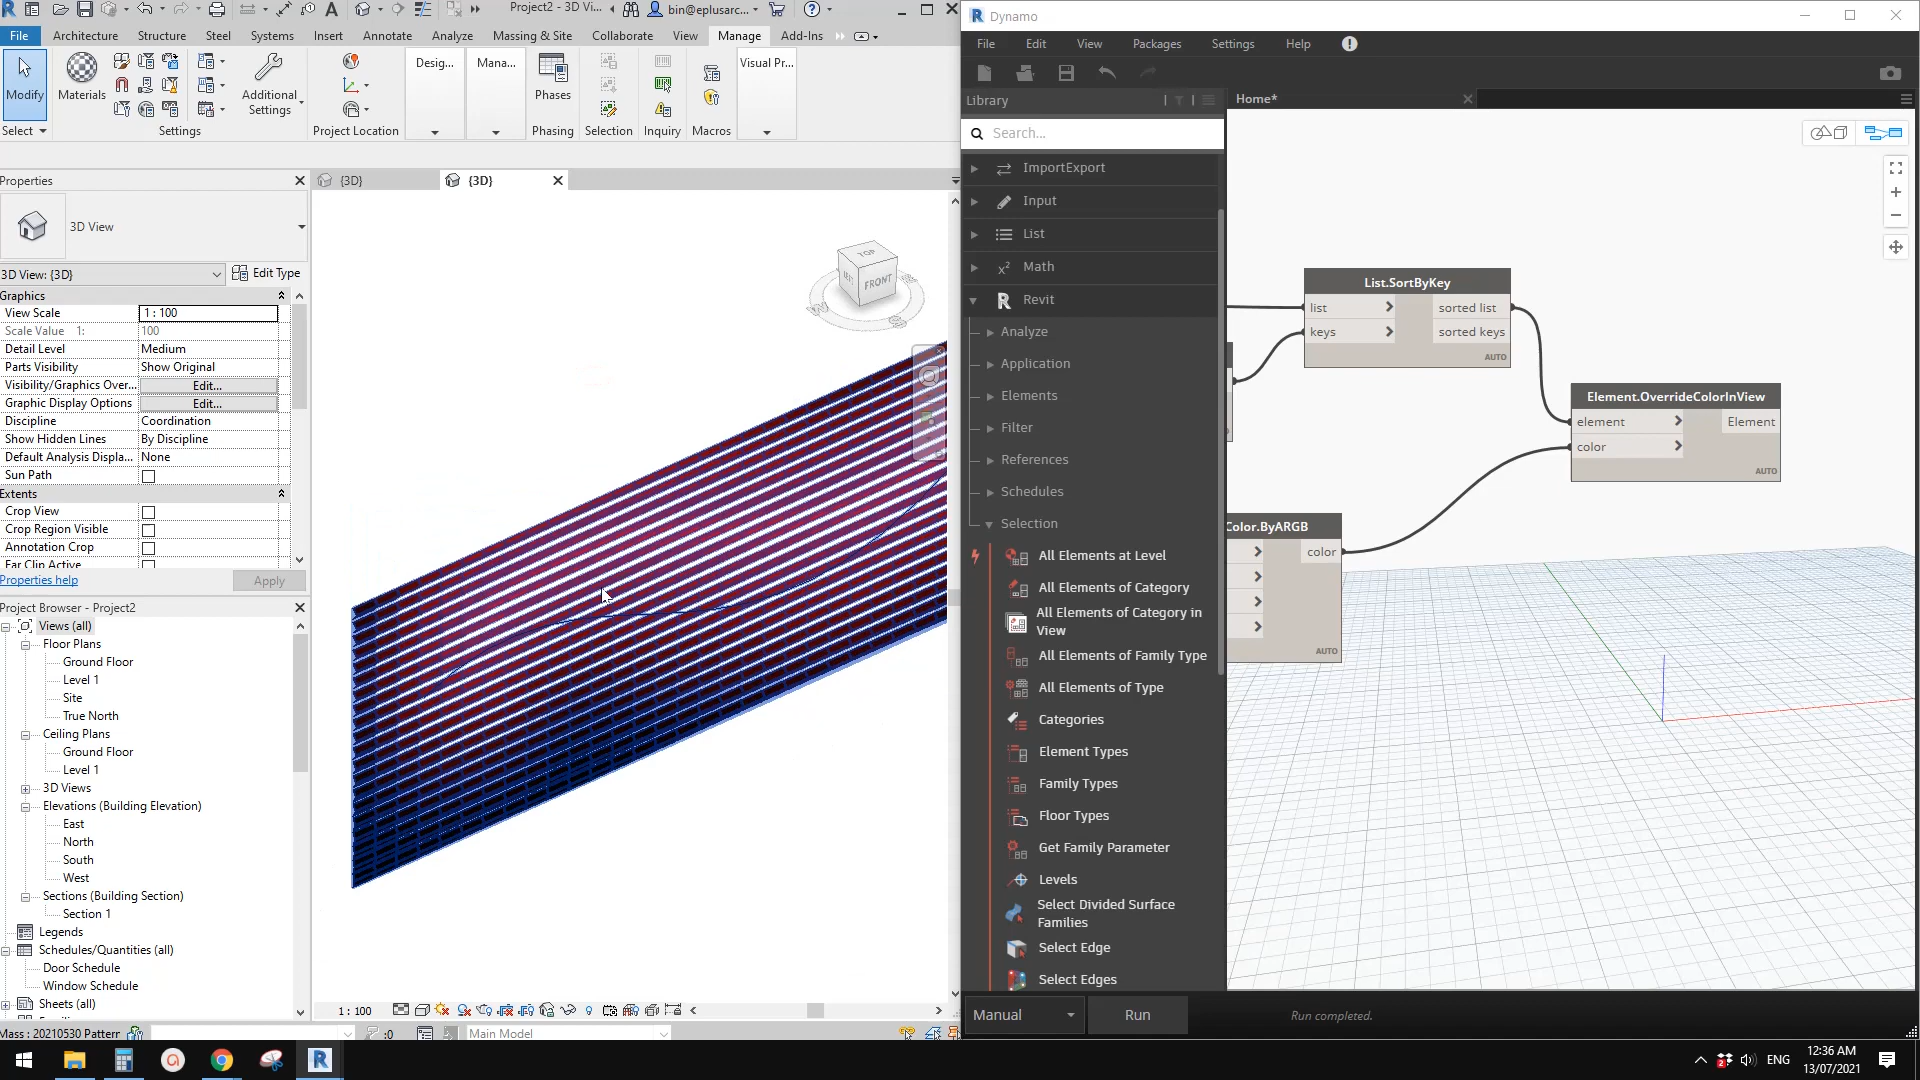 Project2 - 3D Vi...
bin@eplusarc...
File Architecture Structure Steel Systems Insert Annotate Analyze Massing & Site Collaborate View Manage Add-Ins
Modify
Materials
Additional
Settings
Desig...
Mana...
Phases
Visual Pr...
Select
Settings
Project Location
Phasing
Selection
Inquiry
Macros
Properties
{3D}
{3D}
3D View
3D View: {3D}
Edit Type
Graphics
View Scale 1 : 100
Scale Value 1: 100
Detail Level Medium
Parts Visibility Show Original
Visibility/Graphics Over... Edit...
Graphic Display Options Edit...
Discipline Coordination
Show Hidden Lines By Discipline
Default Analysis Displa... None
Sun Path
Extents
Crop View
Crop Region Visible
Annotation Crop
Far Clip Active
Properties help
Apply
Project Browser - Project2
Views (all)
Floor Plans
Ground Floor
Level 1
Site
True North
Ceiling Plans
Ground Floor
Level 1
3D Views
Elevations (Building Elevation)
East
North
South
West
Sections (Building Section)
Section 1
Legends
Schedules/Quantities (all)
Door Schedule
Window Schedule
Sheets (all)
TOP
LEFT
FRONT
1 : 100
Mass : 20210530 Patterr
:0
Main Model
Dynamo
File Edit View Packages Settings Help
Library
Home*
Search...
ImportExport
Input
List
Math
Revit
Analyze
Application
Elements
Filter
References
Schedules
Selection
All Elements at Level
All Elements of Category
All Elements of Category in
View
All Elements of Family Type
All Elements of Type
Categories
Element Types
Family Types
Floor Types
Get Family Parameter
Levels
Select Divided Surface
Families
Select Edge
Select Edges
List.SortByKey
list > sorted list
keys > sorted keys
AUTO
Element.OverrideColorInView
element > Element
color >
AUTO
Color.ByARGB
> color
>
>
>
AUTO
Manual
Run
Run completed.
ENG
12:36 AM
13/07/2021